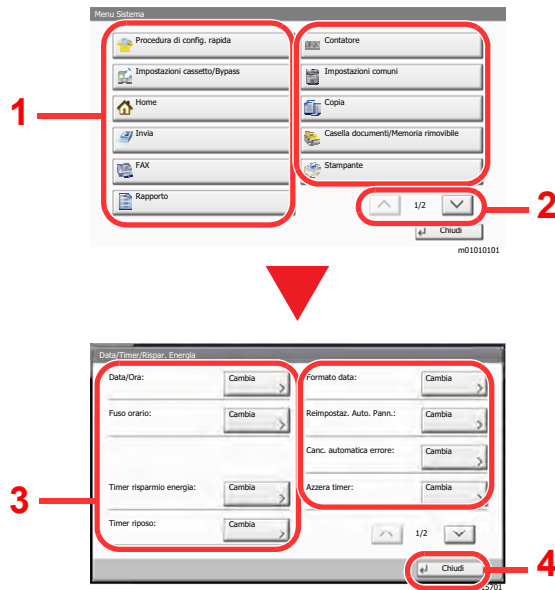 Menu Sistema
Procedura di config. rapida
Contatore
Impostazioni cassetto/Bypass
Impostazioni comuni
Home
Copia
1
Invia
Casella documenti/Memoria rimovibile
FAX
Stampante
Rapporto
1/2
2
Chiudi
m01010101
Data/Timer/Rispar. Energia
Data/Ora:
Cambia
Formato data:
Cambia
Fuso orario:
Cambia
Reimpostaz. Auto. Pann.:
Cambia
Canc. automatica errore:
Cambia
3
Timer risparmio energia:
Cambia
Azzera timer:
Cambia
Timer riposo:
Cambia
1/2
Chiudi
4